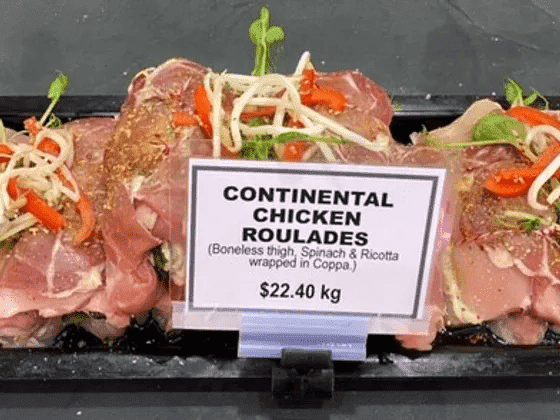 CONTINENTAL
CHICKEN
ROULADES
(Boneless thigh, Spinach & Ricotta
wrapped in Coppa.)
$22.40 kg